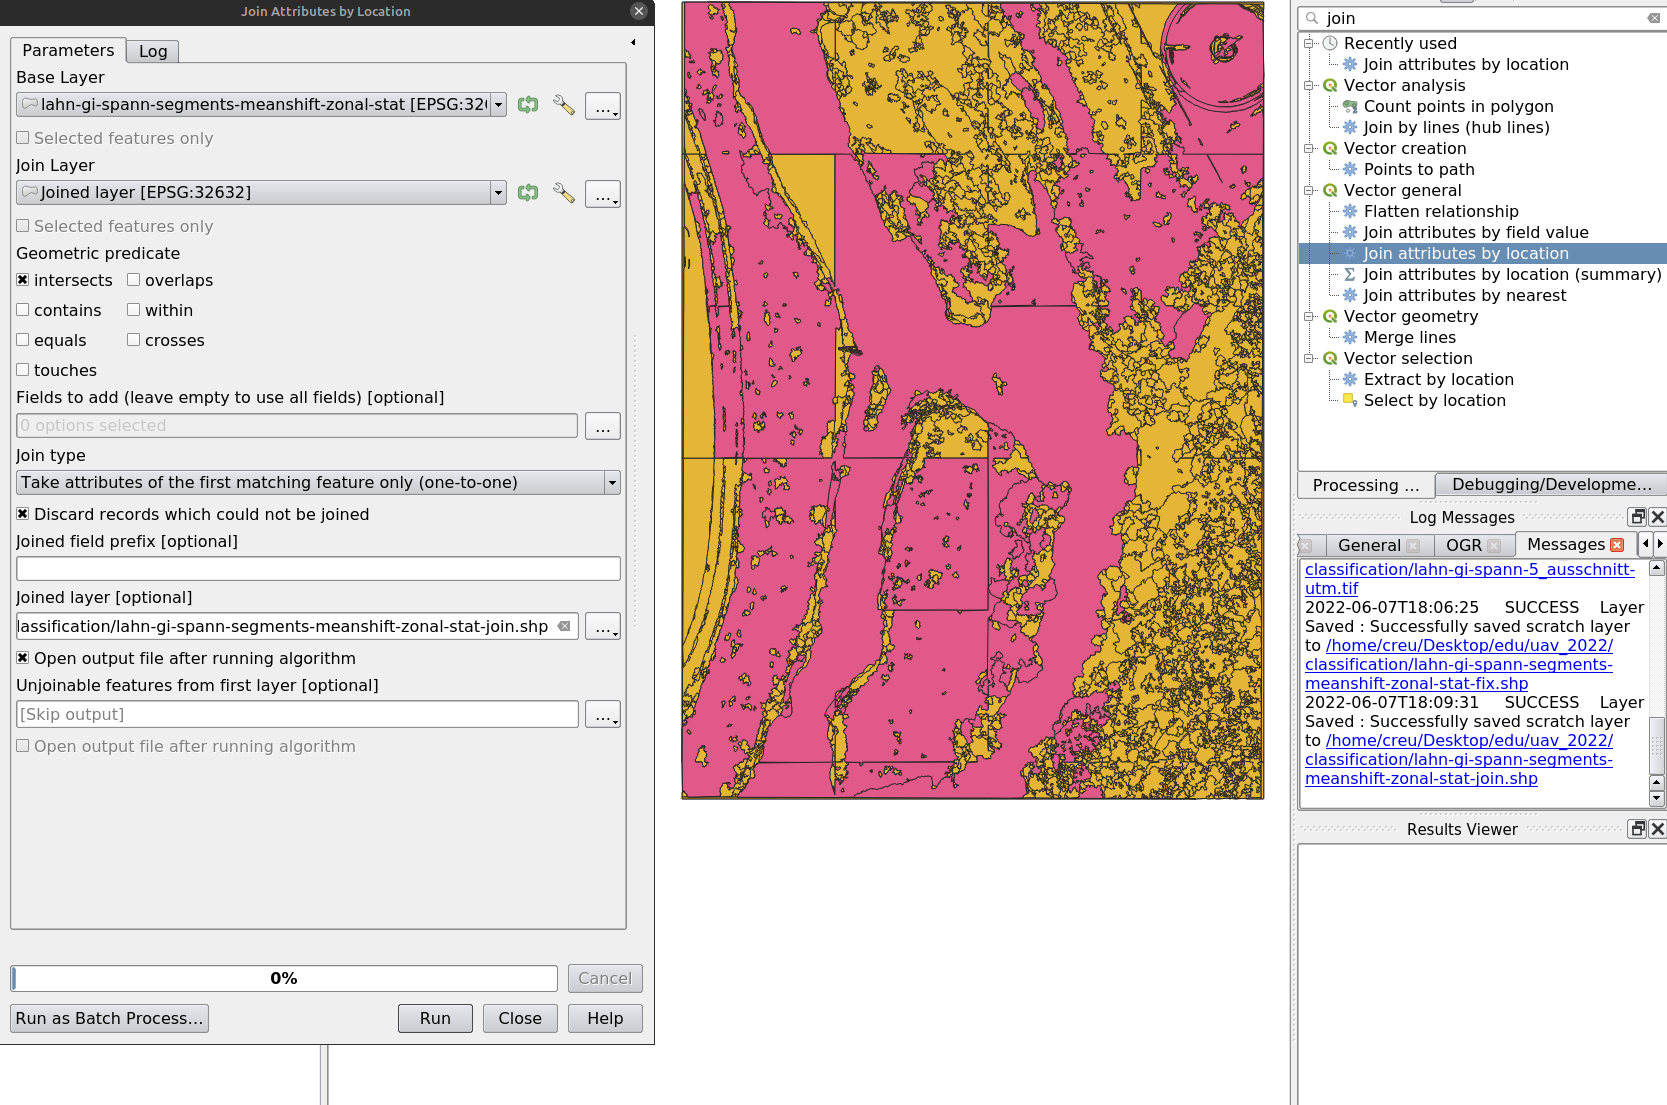 Join Attributes by Location
Parameters
Log
Base Layer
lahn-gi-spann-segments-meanshift-zonal-stat [EPSG:326
...
Selected features only
Join Layer
Joined layer [EPSG:32632]
...
Selected features only
Geometric predicate
intersects
overlaps
contains
within
equals
crosses
touches
Fields to add (leave empty to use all fields) [optional]
0 options selected
...
Join type
Take attributes of the first matching feature only (one-to-one)
Discard records which could not be joined
Joined field prefix [optional]
Joined layer [optional]
lassification/lahn-gi-spann-segments-meanshift-zonal-stat-join.shp
...
Open output file after running algorithm
Unjoinable features from first layer [optional]
[Skip output]
...
Open output file after running algorithm
0%
Cancel
Run as Batch Process...
Run
Close
Help
join
Recently used
Join attributes by location
Vector analysis
Count points in polygon
Join by lines (hub lines)
Vector creation
Points to path
Vector general
Flatten relationship
Join attributes by field value
Join attributes by location
Join attributes by location (summary)
Join attributes by nearest
Vector geometry
Merge lines
Vector selection
Extract by location
Select by location
Processing ...
Debugging/Developme...
Log Messages
General
OGR
Messages
classification/lahn-gi-spann-5_ausschnitt-
utm.tif
2022-06-07T18:06:25 SUCCESS Layer
Saved : Successfully saved scratch layer
to /home/creu/Desktop/edu/uav_2022/
classification/lahn-gi-spann-segments-
meanshift-zonal-stat-fix.shp
2022-06-07T18:09:31 SUCCESS Layer
Saved : Successfully saved scratch layer
to /home/creu/Desktop/edu/uav_2022/
classification/lahn-gi-spann-segments-
meanshift-zonal-stat-join.shp
Results Viewer